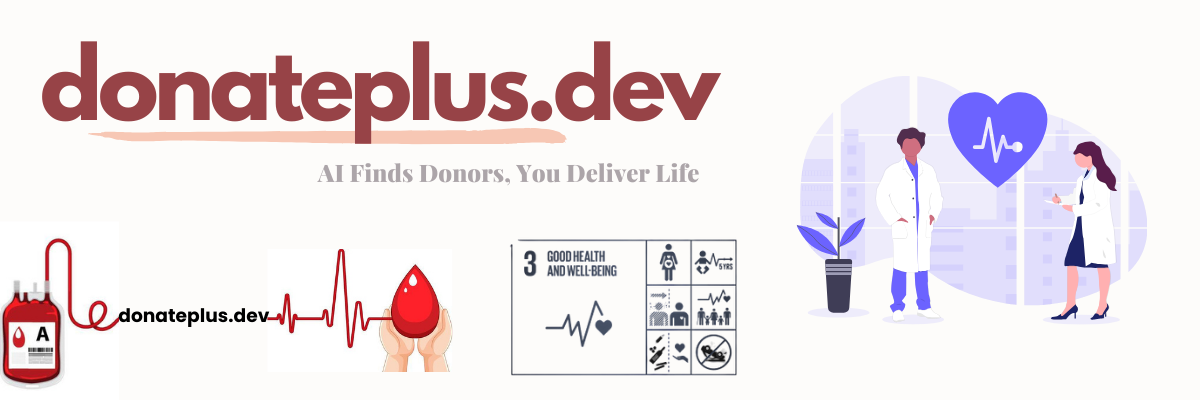 donateplus.dev
AI Finds Donors, You Deliver Life
A
donateplus.dev
3 GOOD HEALTH
AND WELL-BEING
5 YRS